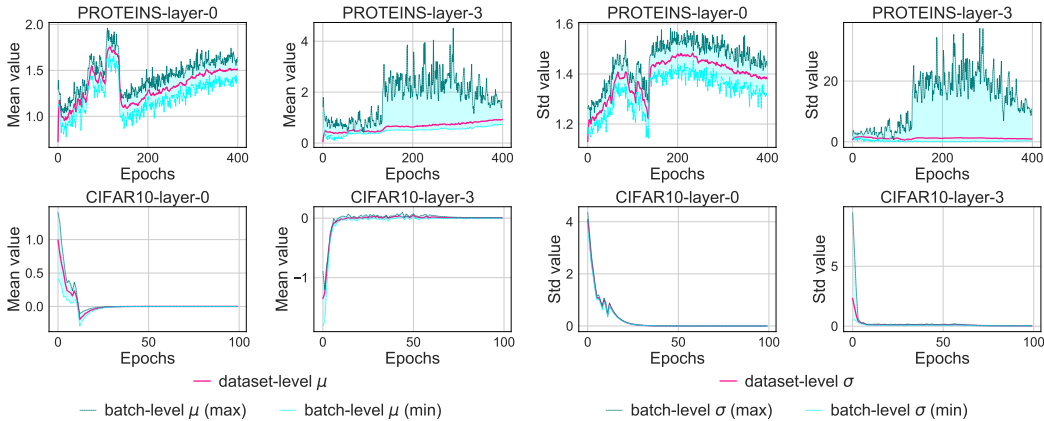 PROTEINS-layer-0
PROTEINS-layer-3
PROTEINS-layer-0
PROTEINS-layer-3
Mean value
2.0
1.5
1.0
0
200
400
Epochs
Mean value
4
2
0
0
200
400
Epochs
Std value
1.6
1.4
1.2
0
200
400
Epochs
Std value
20
0
0
200
400
Epochs
CIFAR10-layer-0
CIFAR10-layer-3
CIFAR10-layer-0
CIFAR10-layer-3
Mean value
1.0
0.5
0.0
0
50
100
Epochs
Mean value
0
−1
0
50
100
Epochs
Std value
4
2
0
0
50
100
Epochs
Std value
5
0
0
50
100
Epochs
dataset-level μ
dataset-level σ
batch-level μ (max)
batch-level μ (min)
batch-level σ (max)
batch-level σ (min)